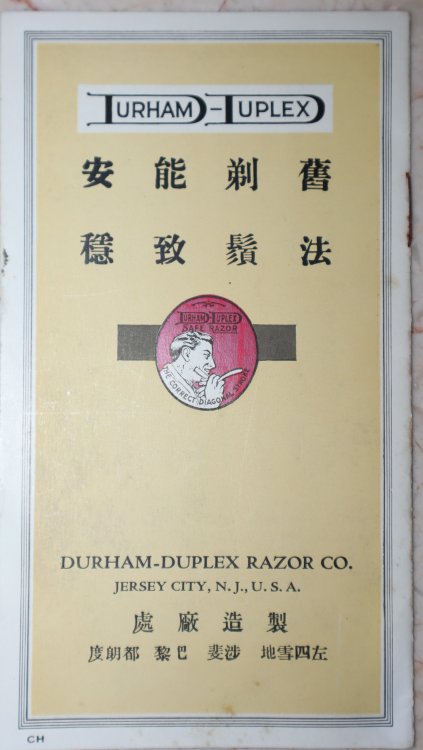 DURHAM-DUPLEX
舊法
剃鬚
能致
安穩
DURHAM-DUPLEX
SAFE RAZOR
THE CORRECT DIAGONAL STROKE
DURHAM-DUPLEX RAZOR CO.
JERSEY CITY, N. J., U. S. A.
製造廠處
左四雪地 涉斐 巴黎 都朗度
CH